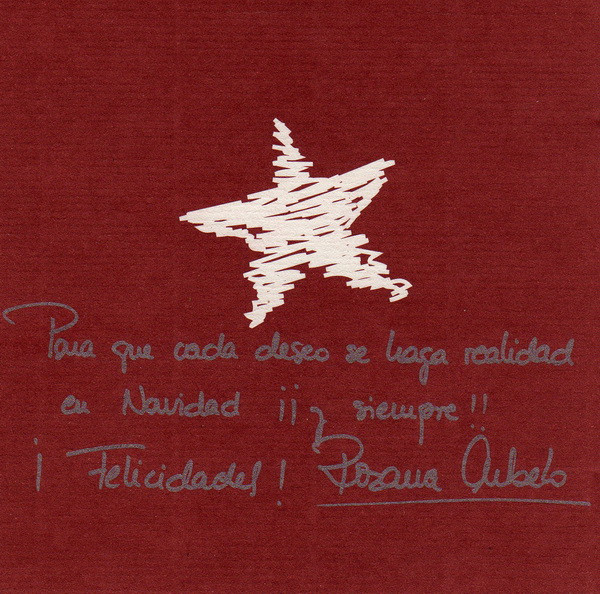 Para que cada deseo se haga realidad
en Navidad ¡¡y siempre!!
¡Felicidades! Rosana Arbelo